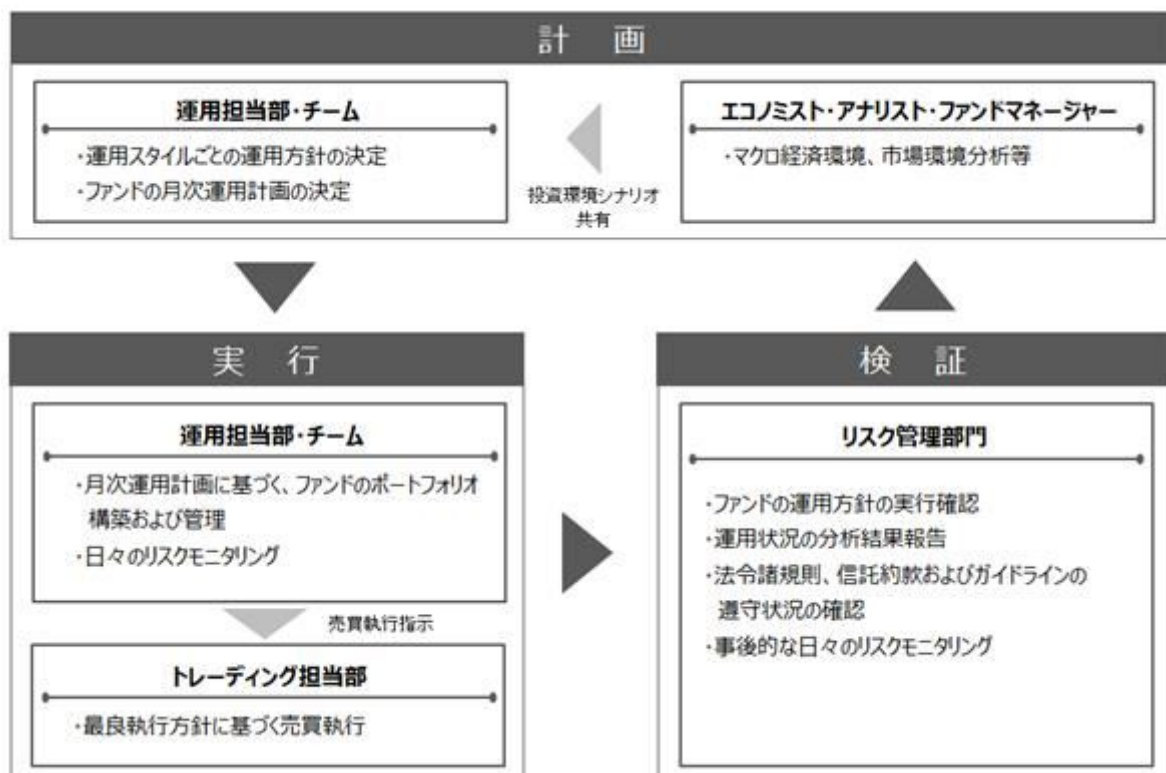 計 画
運用担当部・チーム
・運用スタイルごとの運用方針の決定
・ファンドの月次運用計画の決定
投資環境シナリオ
共有
エコノミスト・アナリスト・ファンドマネージャー
・マクロ経済環境、市場環境分析等
実 行
運用担当部・チーム
・月次運用計画に基づく、ファンドのポートフォリオ
構築および管理
・日々のリスクモニタリング
売買執行指示
トレーディング担当部
・最良執行方針に基づく売買執行
検 証
リスク管理部門
・ファンドの運用方針の実行確認
・運用状況の分析結果報告
・法令諸規則、信託約款およびガイドラインの
遵守状況の確認
・事後的な日々のリスクモニタリング